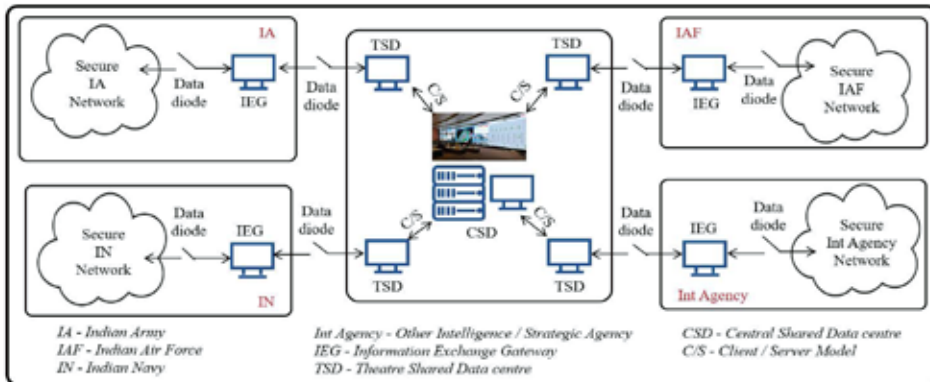 IA
Secure
IA
Network
Data
diode
IEG
Data
diode
TSD
C/S
TSD
C/S
Data
diode
IAF
IEG
Data
diode
Secure
IAF
Network
Secure
IN
Network
Data
diode
IEG
IN
Data
diode
TSD
C/S
CSD
C/S
TSD
Data
diode
IEG
Int Agency
Data
diode
Secure
Int Agency
Network
IA - Indian Army
IAF - Indian Air Force
IN - Indian Navy
Int Agency - Other Intelligence / Strategic Agency
IEG - Information Exchange Gateway
TSD - Theatre Shared Data centre
CSD - Central Shared Data centre
C/S - Client / Server Model